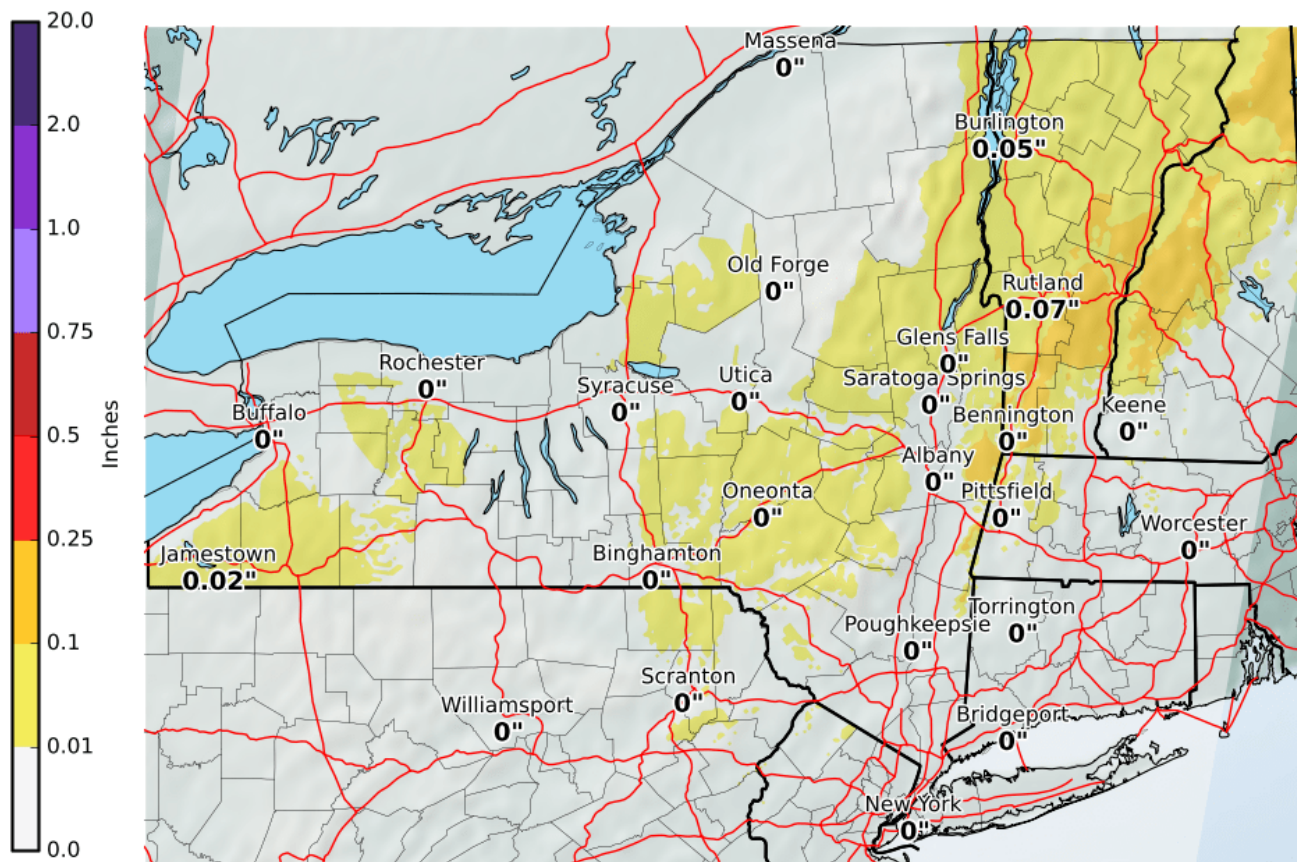 20.0
2.0
1.0
0.75
0.5
0.25
0.1
0.01
0.0
Inches
Massena
0"
Burlington
0.05"
Old Forge
0"
Rutland
0.07"
Glens Falls
0"
Rochester
0"
Syracuse
0"
Utica
0"
Saratoga Springs
0"
Buffalo
0"
Bennington
0"
Keene
0"
Albany
0"
Oneonta
0"
Pittsfield
0"
Worcester
0"
Jamestown
0.02"
Binghamton
0"
Torrington
0"
Poughkeepsie
0"
Scranton
0"
Williamsport
0"
Bridgeport
0"
New York
0"